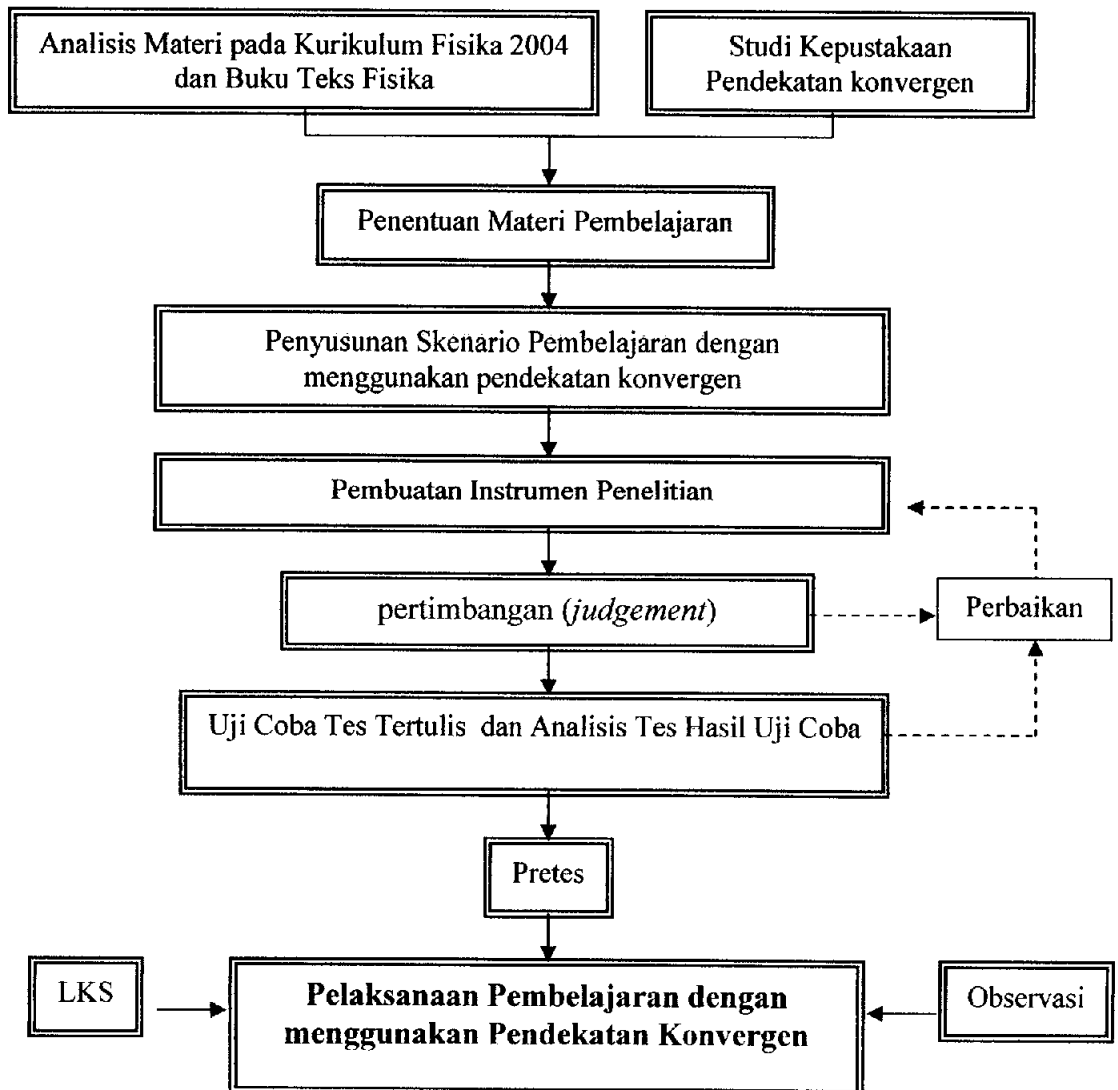 Analisis Materi pada Kurikulum Fisika 2004
dan Buku Teks Fisika
Studi Kepustakaan
Pendekatan konvergen
Penentuan Materi Pembelajaran
Penyusunan Skenario Pembelajaran dengan
menggunakan pendekatan konvergen
Pembuatan Instrumen Penelitian
pertimbangan (judgement)
Perbaikan
Uji Coba Tes Tertulis dan Analisis Tes Hasil Uji Coba
Pretes
LKS
Pelaksanaan Pembelajaran dengan
menggunakan Pendekatan Konvergen
Observasi